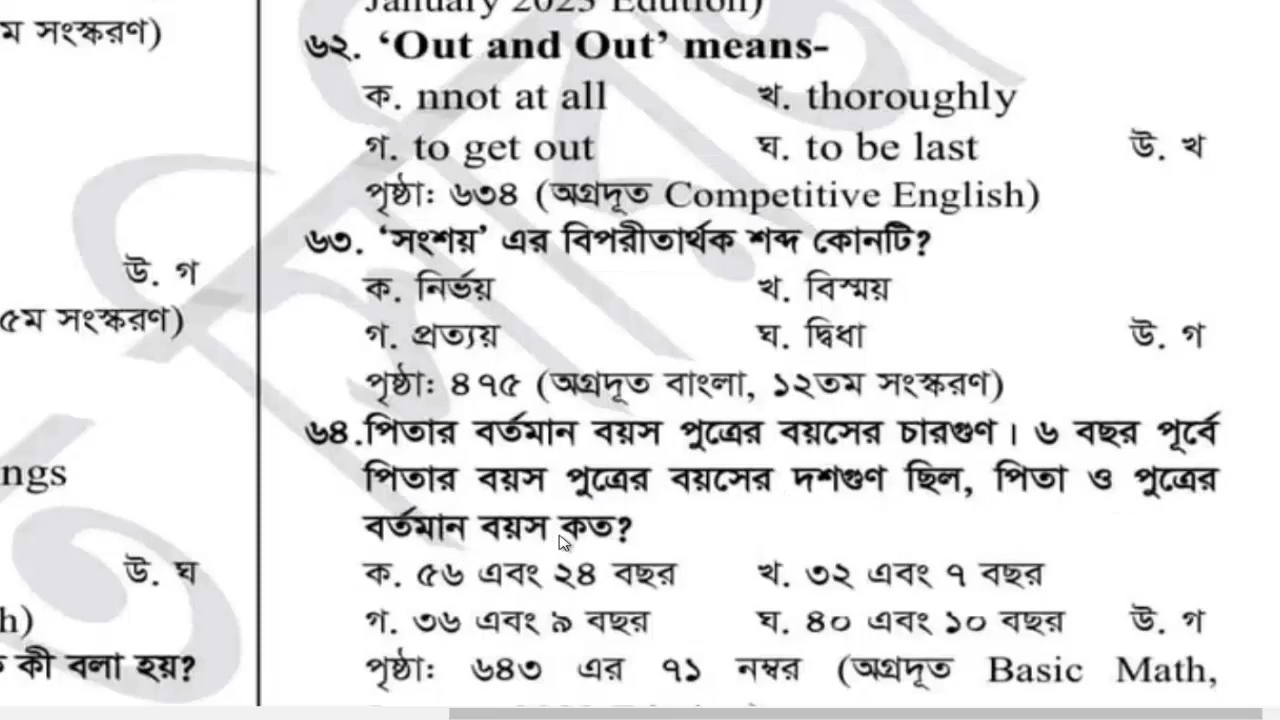 ম সংস্করণ)
উ. গ
৫ম সংস্করণ)
ngs
উ. ঘ
h)
কী বলা হয়?
January 2023 Edution)
৬২. ‘Out and Out’ means-
ক. nnot at all খ. thoroughly
গ. to get out ঘ. to be last উ. খ
পৃষ্ঠা: ৬৩৪ (অগ্রদূত Competitive English)
৬৩. ‘সংশয়’ এর বিপরীতার্থক শব্দ কোনটি?
ক. নির্ভয় খ. বিস্ময়
গ. প্রত্যয় ঘ. দ্বিধা উ. গ
পৃষ্ঠা: ৪৭৫ (অগ্রদূত বাংলা, ১২তম সংস্করণ)
৬৪.পিতার বর্তমান বয়স পুত্রের বয়সের চারগুণ। ৬ বছর পূর্বে
পিতার বয়স পুত্রের বয়সের দশগুণ ছিল, পিতা ও পুত্রের
বর্তমান বয়স কত?
ক. ৫৬ এবং ২৪ বছর খ. ৩২ এবং ৭ বছর
গ. ৩৬ এবং ৯ বছর ঘ. ৪০ এবং ১০ বছর উ. গ
পৃষ্ঠা: ৬৪৩ এর ৭১ নম্বর (অগ্রদূত Basic Math,